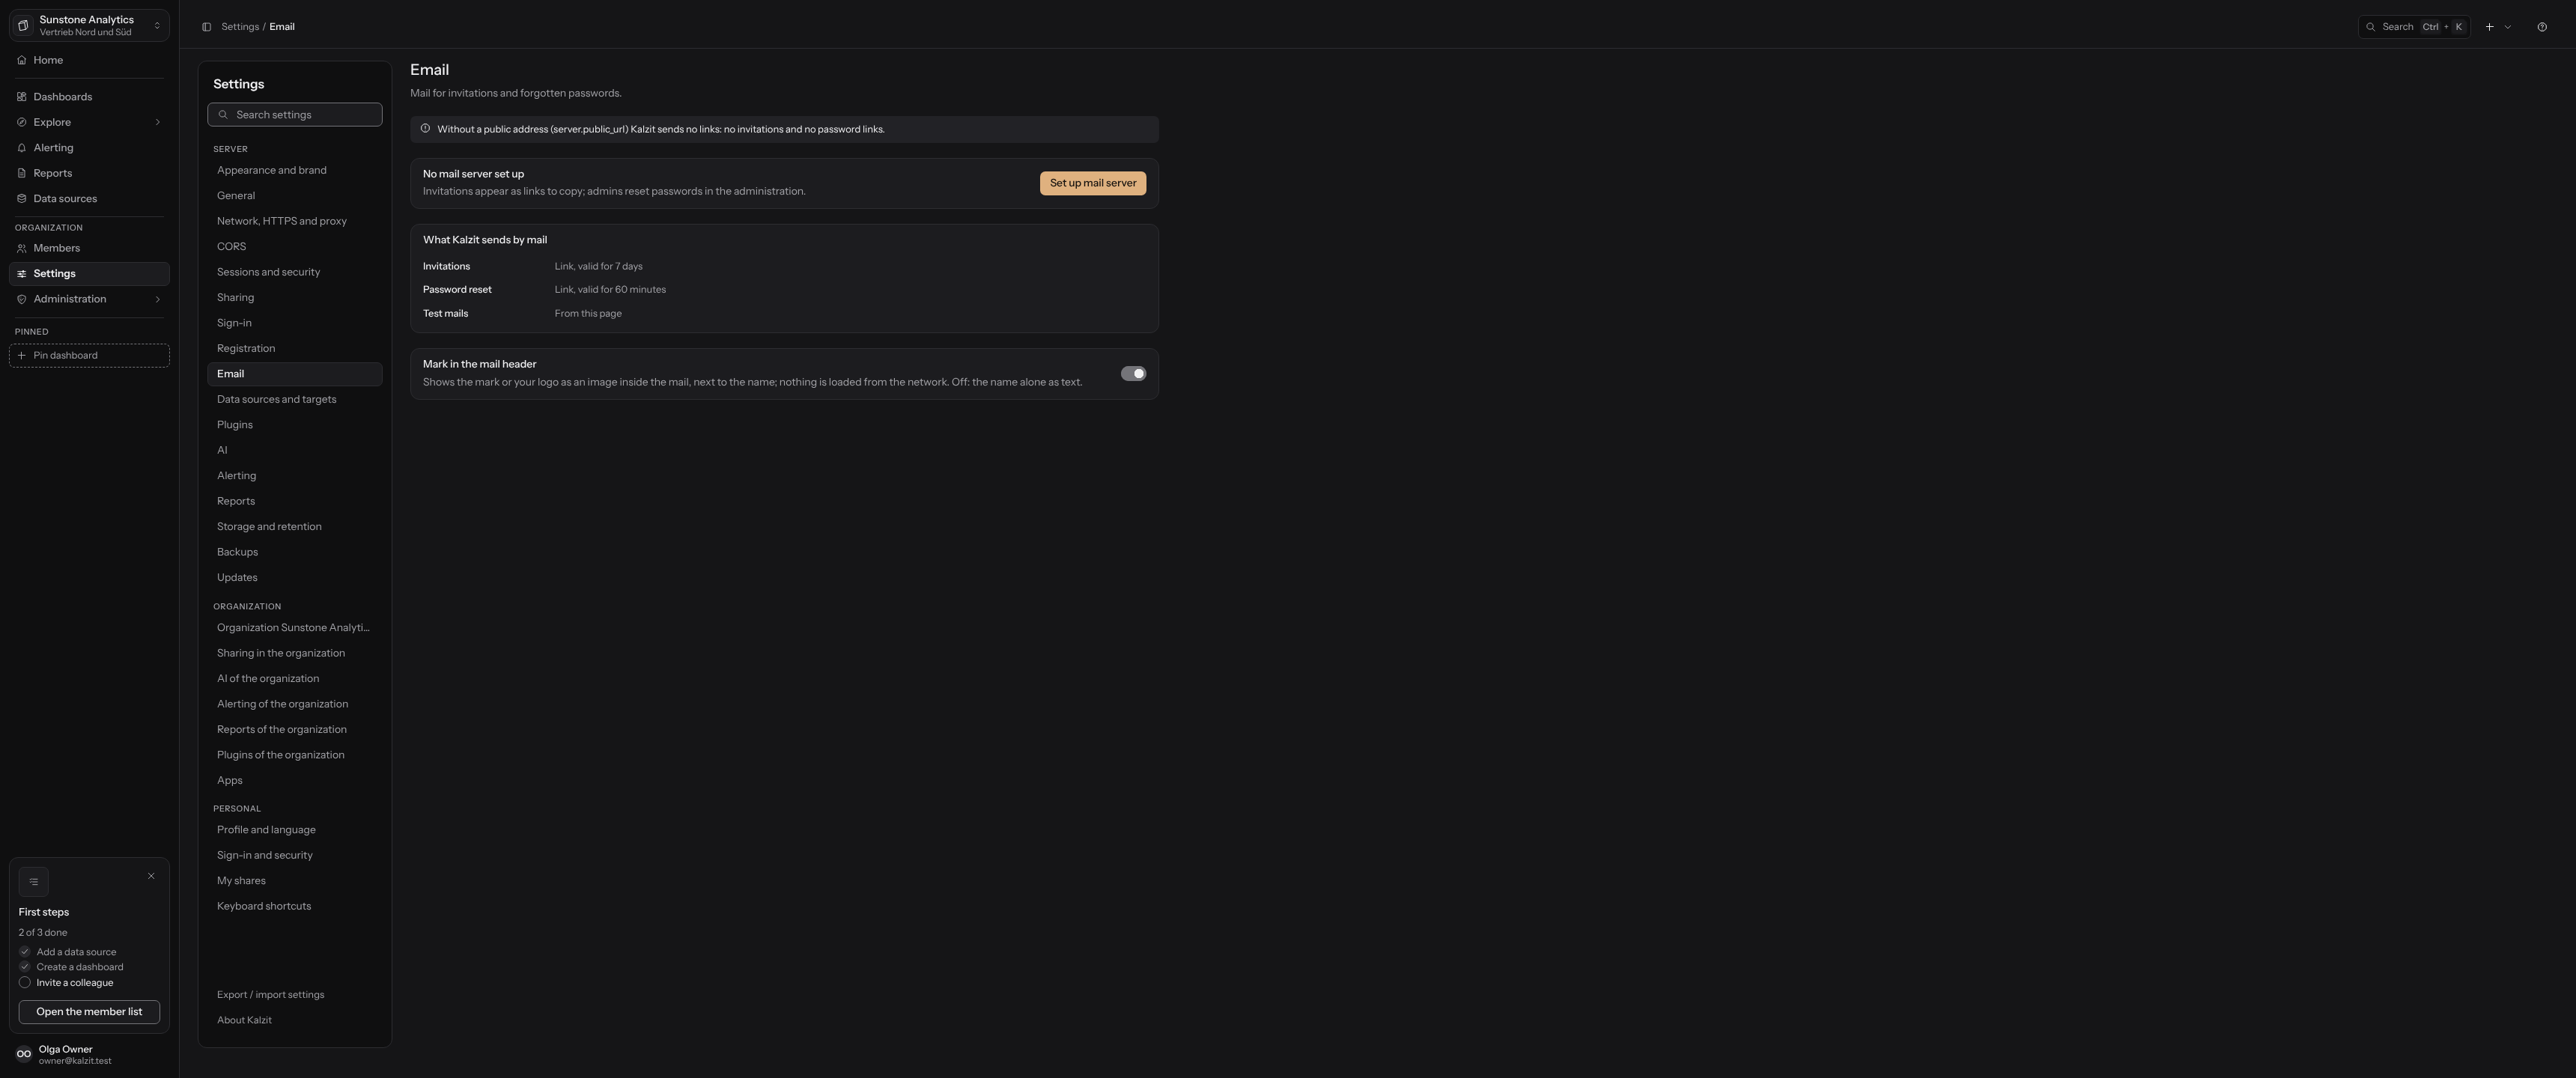 Sunstone Analytics
Vertrieb Nord und Süd
Home
Dashboards
Explore
Alerting
Reports
Data sources
ORGANIZATION
Members
Settings
Administration
PINNED
Pin dashboard
First steps
2 of 3 done
Add a data source
Create a dashboard
Invite a colleague
Open the member list
OO
Olga Owner
owner@kalzit.test
Settings / Email
Search Ctrl + K
Settings
Search settings
SERVER
Appearance and brand
General
Network, HTTPS and proxy
CORS
Sessions and security
Sharing
Sign-in
Registration
Email
Data sources and targets
Plugins
AI
Alerting
Reports
Storage and retention
Backups
Updates
ORGANIZATION
Organization Sunstone Analyti...
Sharing in the organization
AI of the organization
Alerting of the organization
Reports of the organization
Plugins of the organization
Apps
PERSONAL
Profile and language
Sign-in and security
My shares
Keyboard shortcuts
Export / import settings
About Kalzit
Email
Mail for invitations and forgotten passwords.
Without a public address (server.public_url) Kalzit sends no links: no invitations and no password links.
No mail server set up
Invitations appear as links to copy; admins reset passwords in the administration.
Set up mail server
What Kalzit sends by mail
Invitations Link, valid for 7 days
Password reset Link, valid for 60 minutes
Test mails From this page
Mark in the mail header
Shows the mark or your logo as an image inside the mail, next to the name; nothing is loaded from the network. Off: the name alone as text.